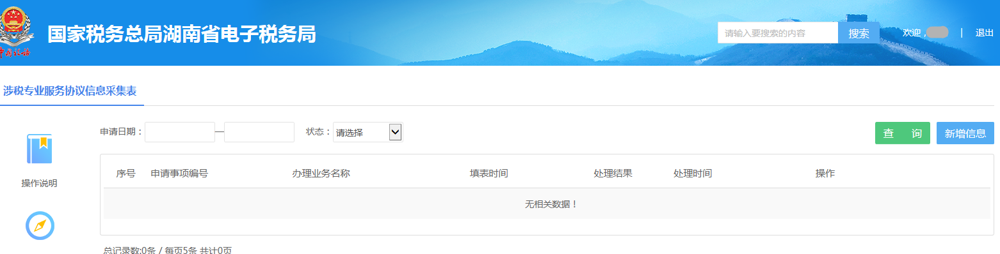 国家税务总局湖南省电子税务局
中国税务
请输入要搜索的内容 搜索 欢迎, | 退出
涉税专业服务协议信息采集表
申请日期： — 状态： 请选择 查 询 新增信息
操作说明
序号 申请事项编号 办理业务名称 填表时间 处理结果 处理时间 操作
无相关数据！
总记录数:0条 / 每页5条 共计0页